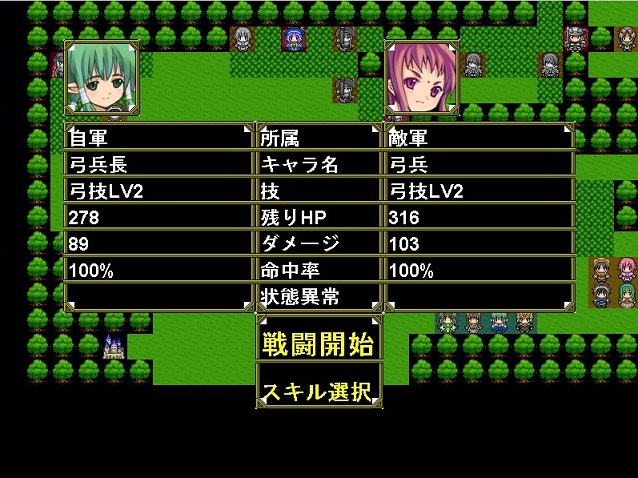 自軍 所属 敵軍
弓兵長 キャラ名 弓兵
弓技LV2 技 弓技LV2
278 残りHP 316
89 ダメージ 103
100% 命中率 100%
状態異常
戦闘開始
スキル選択